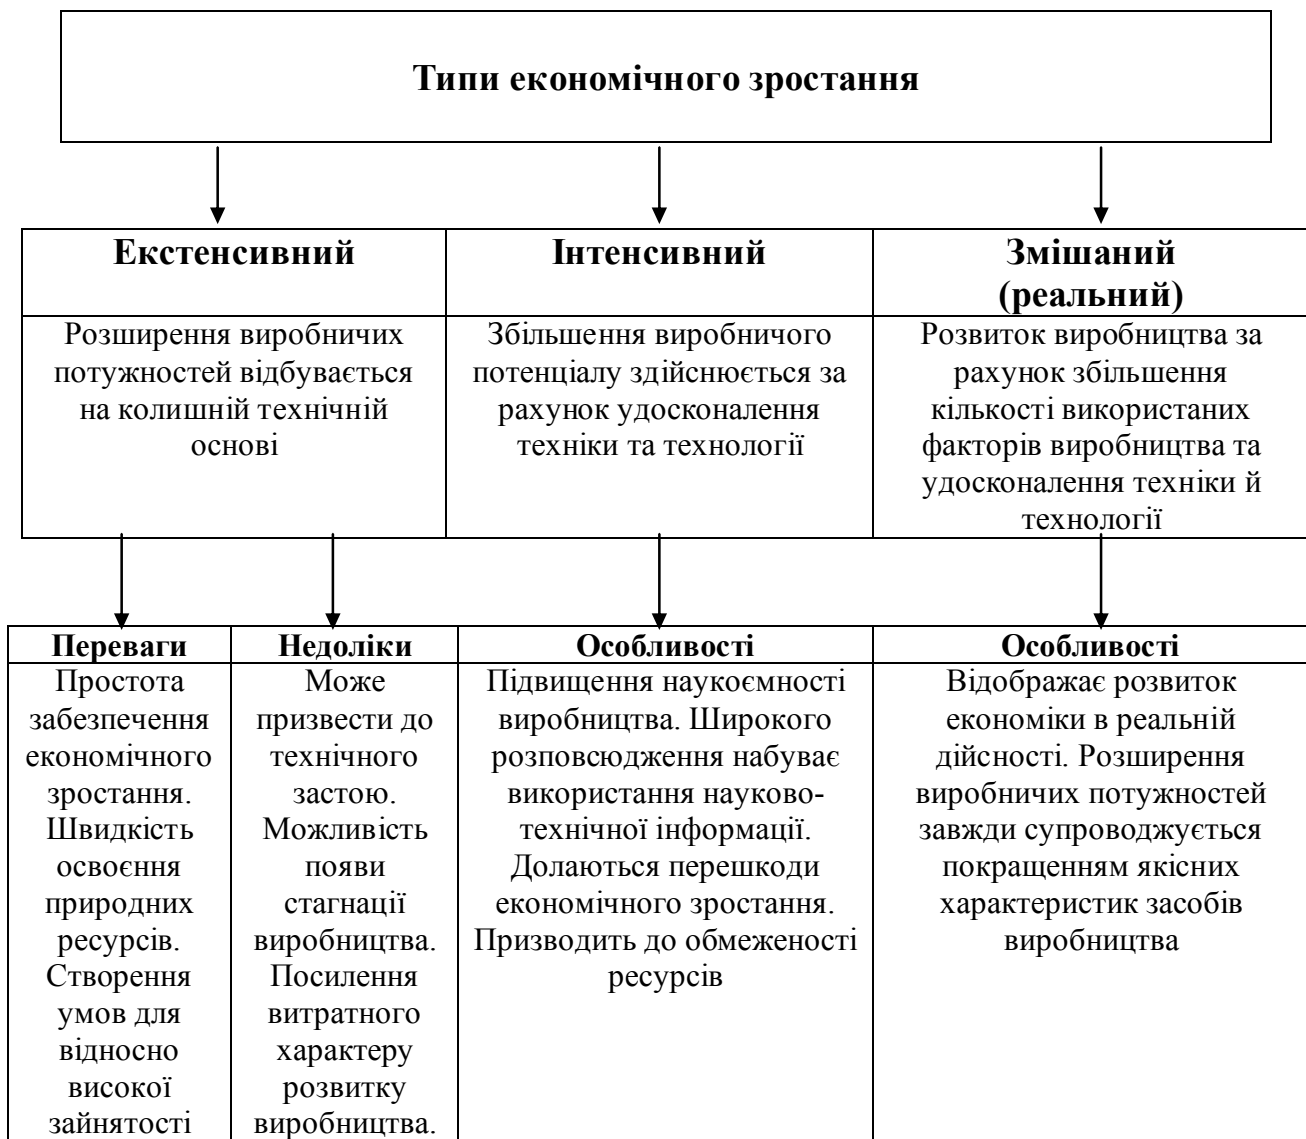 Типи економічного зростання
Екстенсивний
Інтенсивний
Змішаний
(реальний)
Розширення виробничих
потужностей відбувається
на колишній технічній
основі
Збільшення виробничого
потенціалу здійснюється за
рахунок удосконалення
техніки та технології
Розвиток виробництва за
рахунок збільшення
кількості використаних
факторів виробництва та
удосконалення техніки й
технології
Переваги
Простота
забезпечення
економічного
зростання.
Швидкість
освоєння
природних
ресурсів.
Створення
умов для
відносно
високої
зайнятості
Недоліки
Може
призвести до
технічного
застою.
Можливість
появи
стагнації
виробництва.
Посилення
витратного
характеру
розвитку
виробництва.
Особливості
Підвищення наукоємності
виробництва. Широкого
розповсюдження набуває
використання науково-
технічної інформації.
Долаються перешкоди
економічного зростання.
Призводить до обмеженості
ресурсів
Особливості
Відображає розвиток
економіки в реальній
дійсності. Розширення
виробничих потужностей
завжди супроводжується
покращенням якісних
характеристик засобів
виробництва